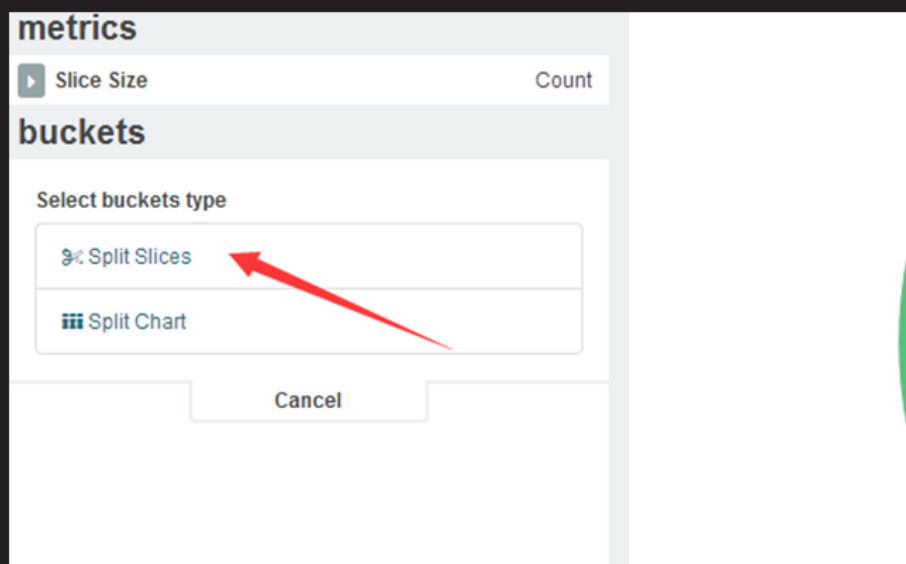 metrics
Slice Size Count
buckets
Select buckets type
Split Slices
Split Chart
Cancel